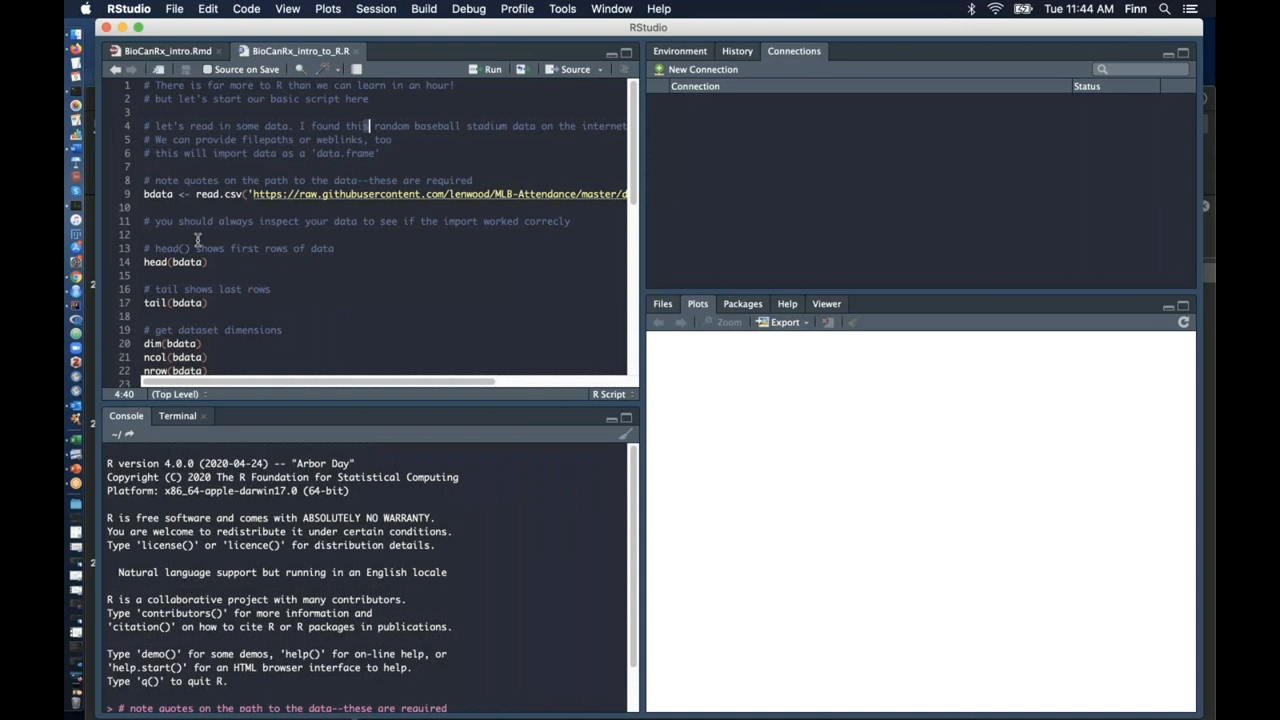 RStudio File Edit Code View Plots Session Build Debug Profile Tools Window Help Tue 11:44 AM Finn
RStudio
BioCanRx_intro.Rmd × BioCanRx_intro_to_R.R ×
Source on Save Run Source
1 # There is far more to R than we can learn in an hour!
2 # but let's start our basic script here
3
4 # let's read in some data. I found this random baseball stadium data on the internet
5 # We can provide filepaths or weblinks, too
6 # this will import data as a 'data.frame'
7
8 # note quotes on the path to the data--these are required
9 bdata <- read.csv('https://raw.githubusercontent.com/lenwood/MLB-Attendance/master/d
10
11 # you should always inspect your data to see if the import worked correcly
12
13 # head() shows first rows of data
14 head(bdata)
15
16 # tail shows last rows
17 tail(bdata)
18
19 # get dataset dimensions
20 dim(bdata)
21 ncol(bdata)
22 nrow(bdata)
23
4:40 (Top Level) R Script
Console Terminal ×
~/
R version 4.0.0 (2020-04-24) -- "Arbor Day"
Copyright (C) 2020 The R Foundation for Statistical Computing
Platform: x86_64-apple-darwin17.0 (64-bit)
R is free software and comes with ABSOLUTELY NO WARRANTY.
You are welcome to redistribute it under certain conditions.
Type 'license()' or 'licence()' for distribution details.
Natural language support but running in an English locale
R is a collaborative project with many contributors.
Type 'contributors()' for more information and
'citation()' on how to cite R or R packages in publications.
Type 'demo()' for some demos, 'help()' for on-line help, or
'help.start()' for an HTML browser interface to help.
Type 'q()' to quit R.
> # note quotes on the path to the data--these are required
Environment History Connections
New Connection
Connection Status
Files Plots Packages Help Viewer
Zoom Export